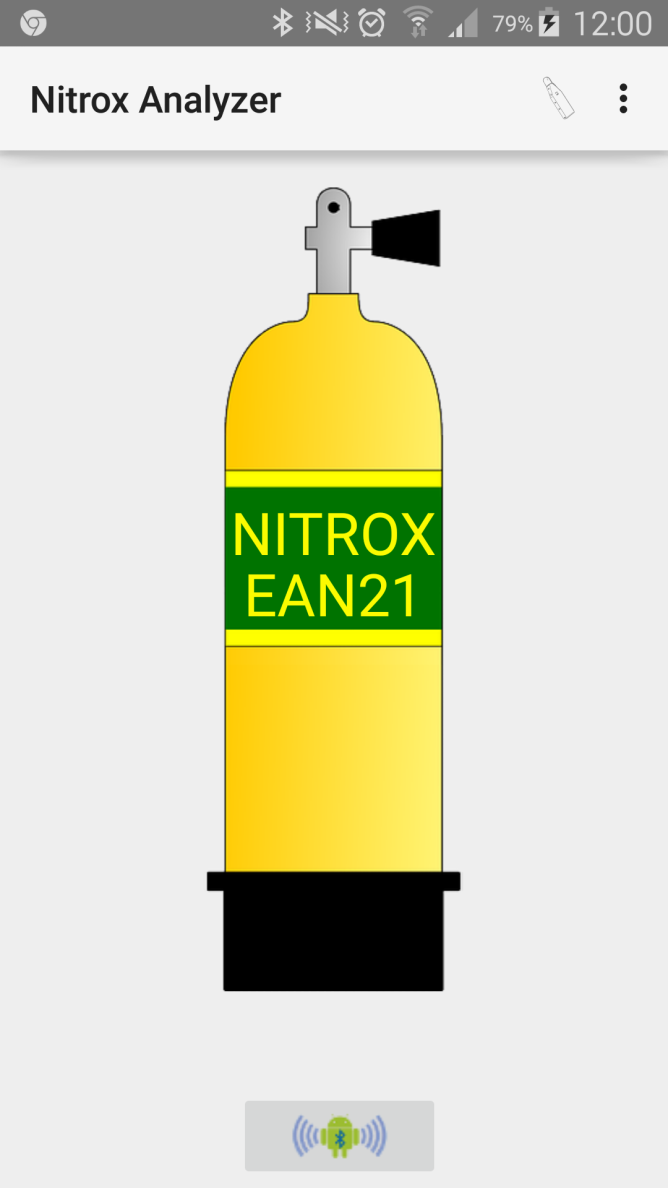 79% 12:00
Nitrox Analyzer
NITROX
EAN21